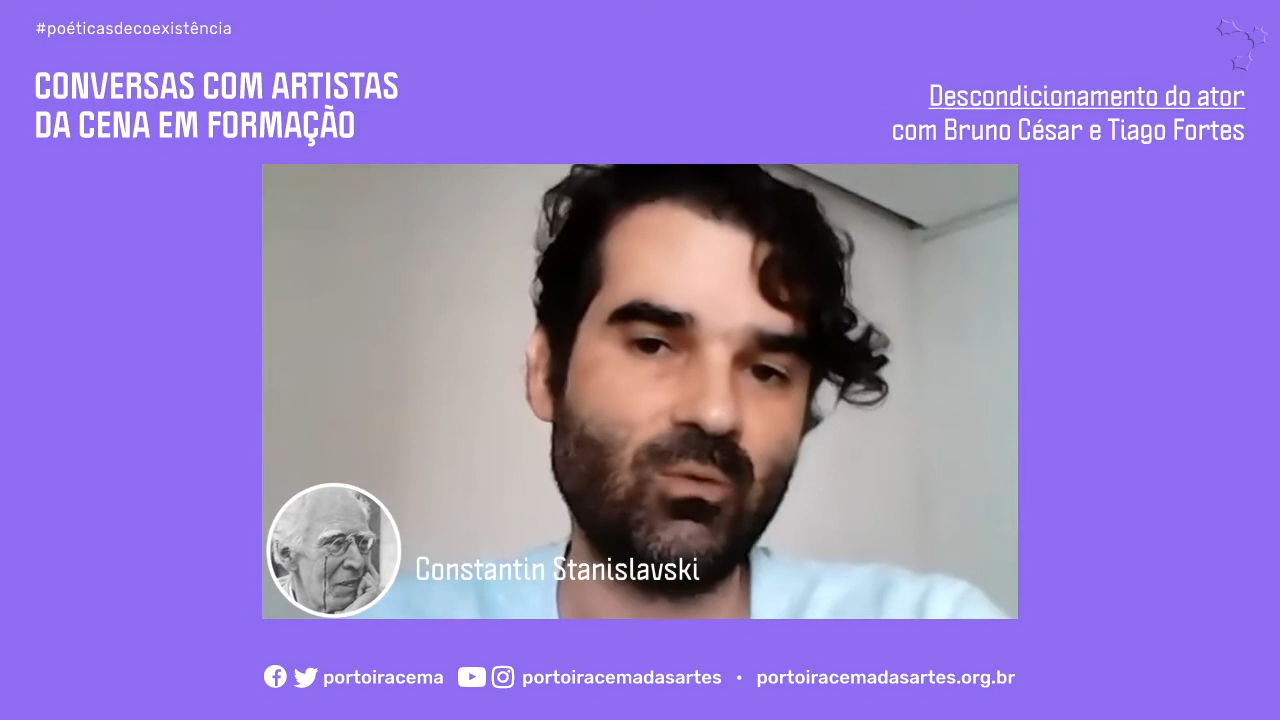 #poéticasdecoexistência
CONVERSAS COM ARTISTAS
DA CENA EM FORMAÇÃO
Descondicionamento do ator
com Bruno César e Tiago Fortes
Constantin Stanislavski
portoiracema portoiracemadasartes • portoiracemadasartes.org.br